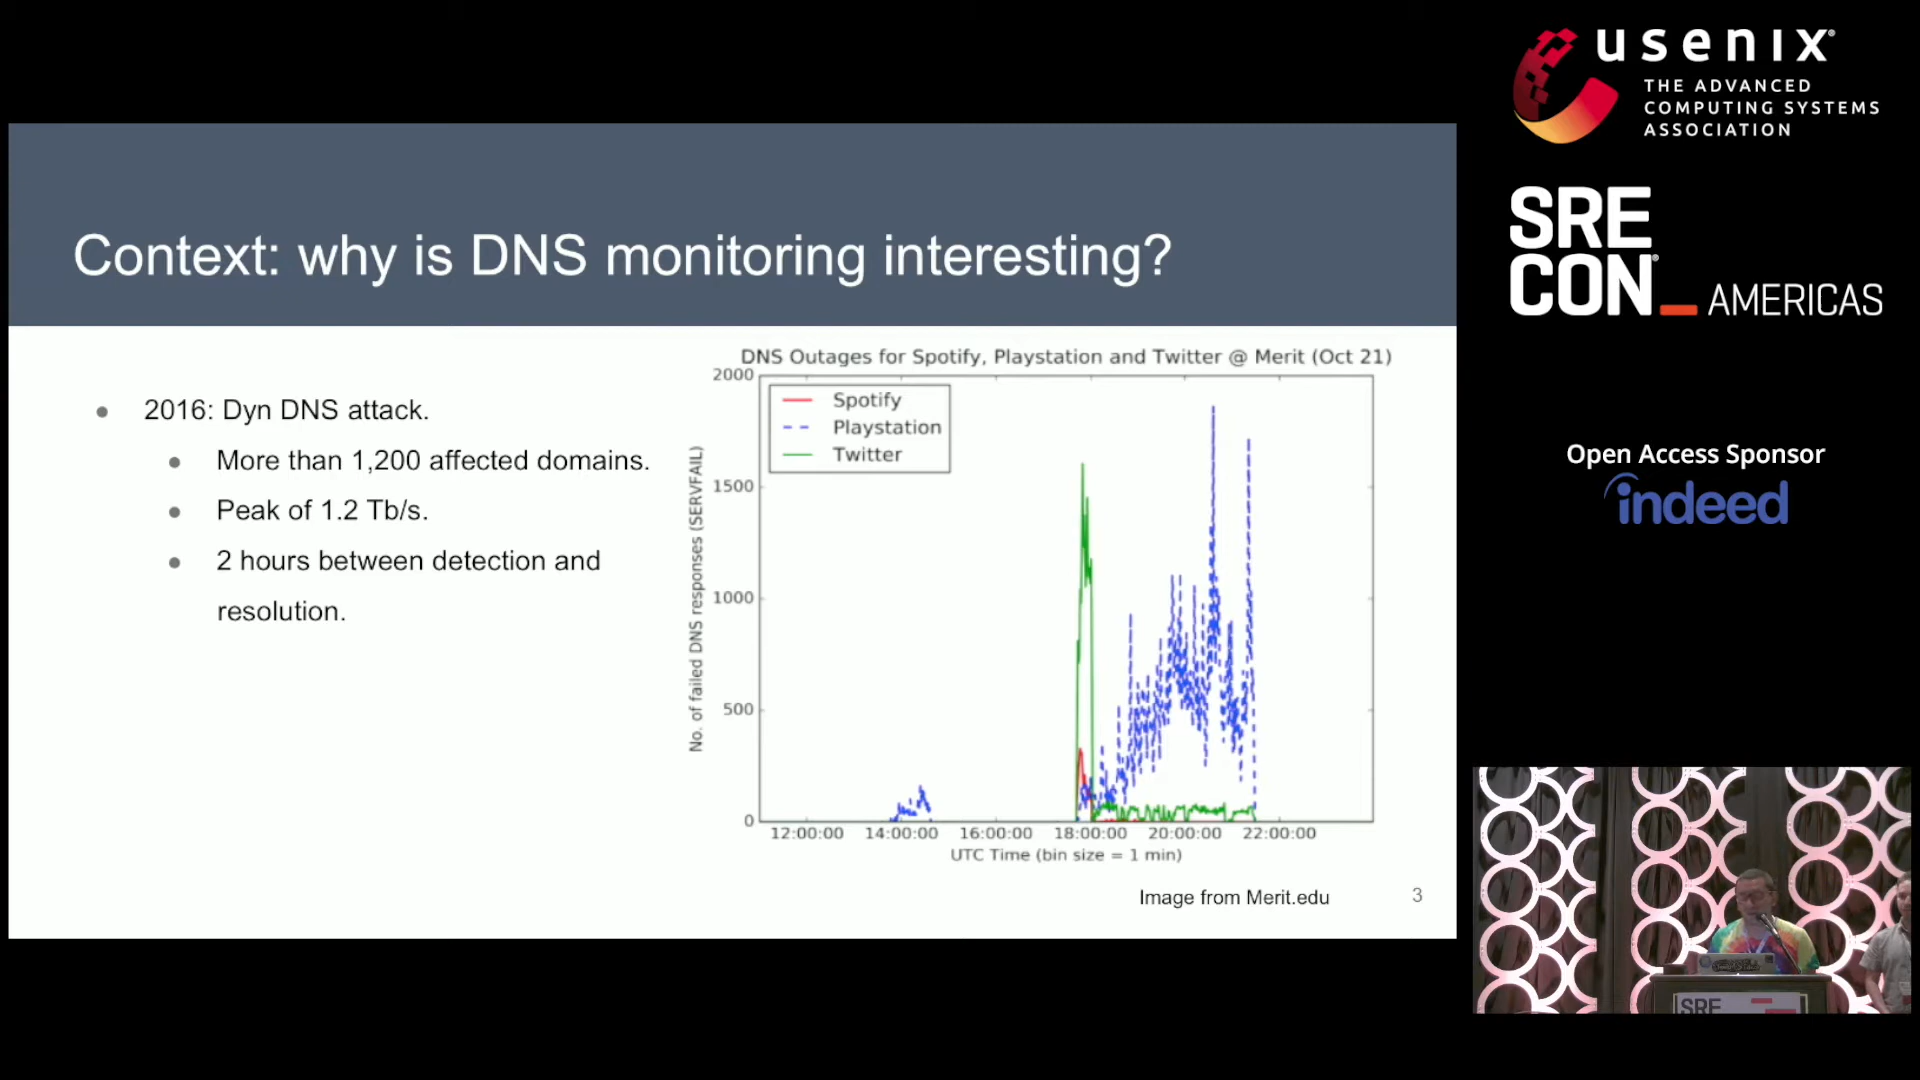 usenix
THE ADVANCED
COMPUTING SYSTEMS
ASSOCIATION
SRE
CON AMERICAS
Open Access Sponsor
indeed
Context: why is DNS monitoring interesting?
2016: Dyn DNS attack.
More than 1,200 affected domains.
Peak of 1.2 Tb/s.
2 hours between detection and
resolution.
DNS Outages for Spotify, Playstation and Twitter @ Merit (Oct 21)
Spotify
Playstation
Twitter
No. of failed DNS responses (SERVFAIL)
2000
1500
1000
500
0
12:00:00 14:00:00 16:00:00 18:00:00 20:00:00 22:00:00
UTC Time (bin size = 1 min)
Image from Merit.edu
3
SRE